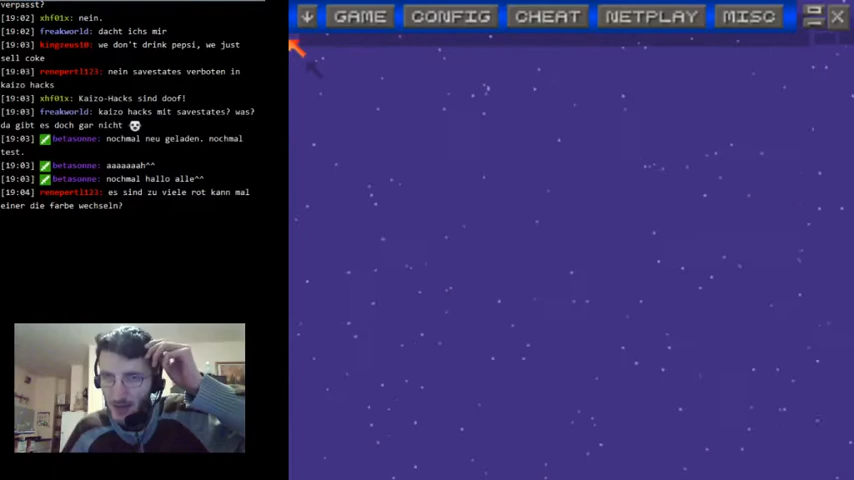 verpasst?
[19:02] xhf01x: nein.
[19:02] freakworld: dacht ichs mir
[19:03] kingzeus10: we don't drink pepsi, we just
sell coke
[19:03] renepertl123: nein savestates verboten in
kaizo hacks
[19:03] xhf01x: Kaizo-Hacks sind doof!
[19:03] freakworld: kaizo hacks mit savestates? was?
da gibt es doch gar nicht
[19:03] betasonne: nochmal neu geladen. nochmal
test.
[19:03] betasonne: aaaaaaah^^
[19:03] betasonne: nochmal hallo alle^^
[19:04] renepertl123: es sind zu viele rot kann mal
einer die farbe wechseln?
GAME CONFIG CHEAT NETPLAY MISC